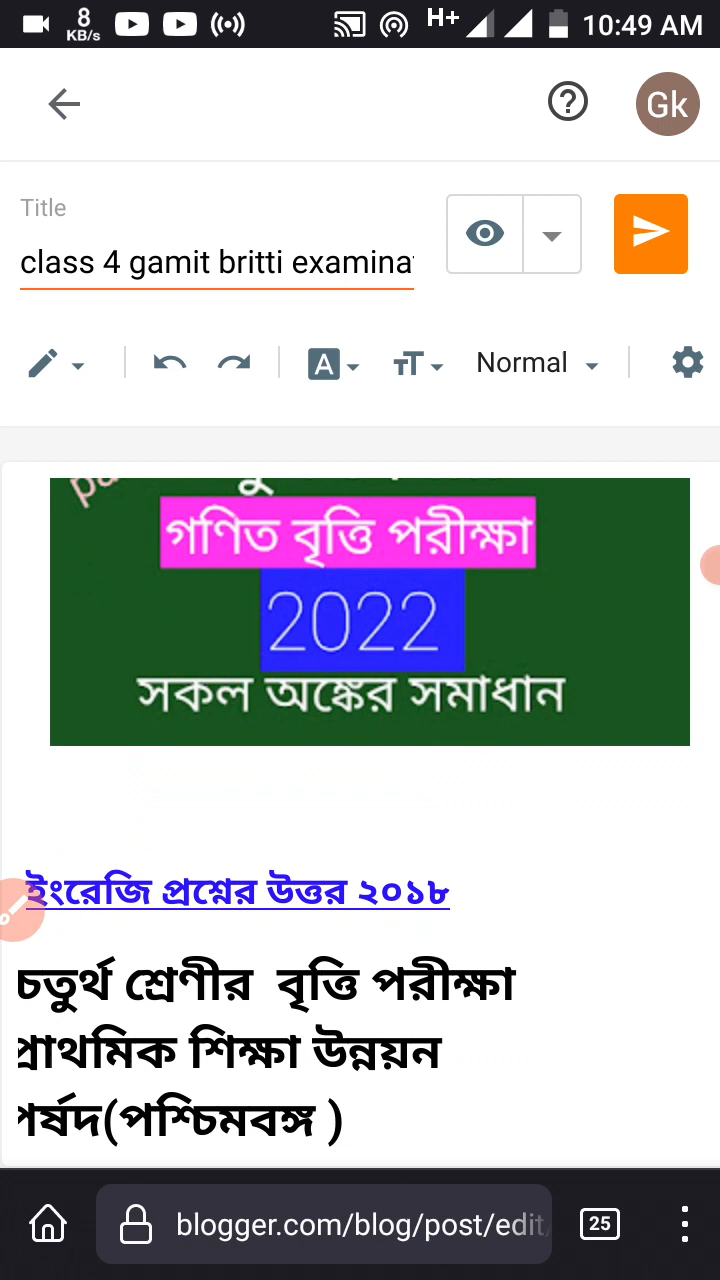 8
KB/s
H+
10:49 AM
Gk
Title
class 4 gamit britti examina
A
Normal
গণিত বৃত্তি পরীক্ষা
2022
সকল অঙ্কের সমাধান
ইংরেজি প্রশ্নের উত্তর ২০১৮
চতুর্থ শ্রেণীর বৃত্তি পরীক্ষা
প্রাথমিক শিক্ষা উন্নয়ন
পর্ষদ(পশ্চিমবঙ্গ )
blogger.com/blog/post/edit
25